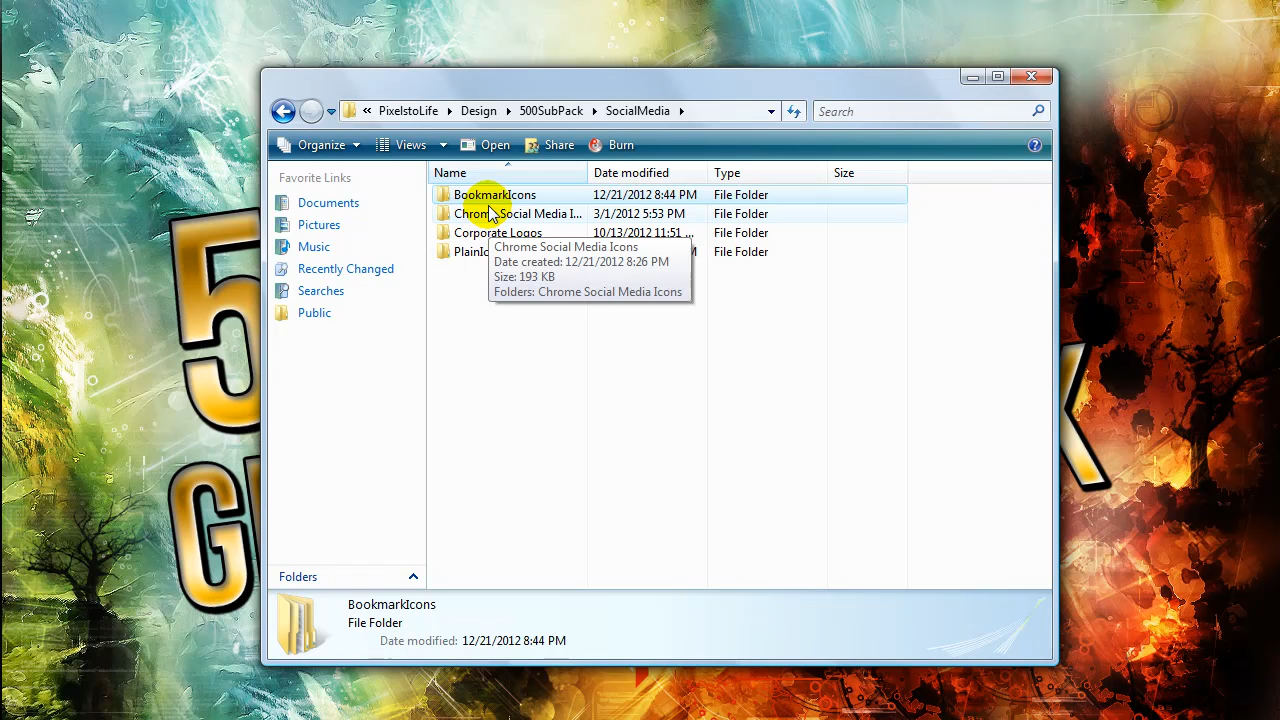 PixelstoLife Design 500SubPack SocialMedia Search
Organize Views Open Share Burn
Favorite Links
Documents
Pictures
Music
Recently Changed
Searches
Public
Folders
Name Date modified Type Size
BookmarkIcons 12/21/2012 8:44 PM File Folder
Chrome Social Media I... 3/1/2012 5:53 PM File Folder
Corporate Logos 10/13/2012 11:51 ... File Folder
File Folder
Chrome Social Media Icons
Date created: 12/21/2012 8:26 PM
Size: 193 KB
Folders: Chrome Social Media Icons
BookmarkIcons
File Folder
Date modified: 12/21/2012 8:44 PM
5
G
K